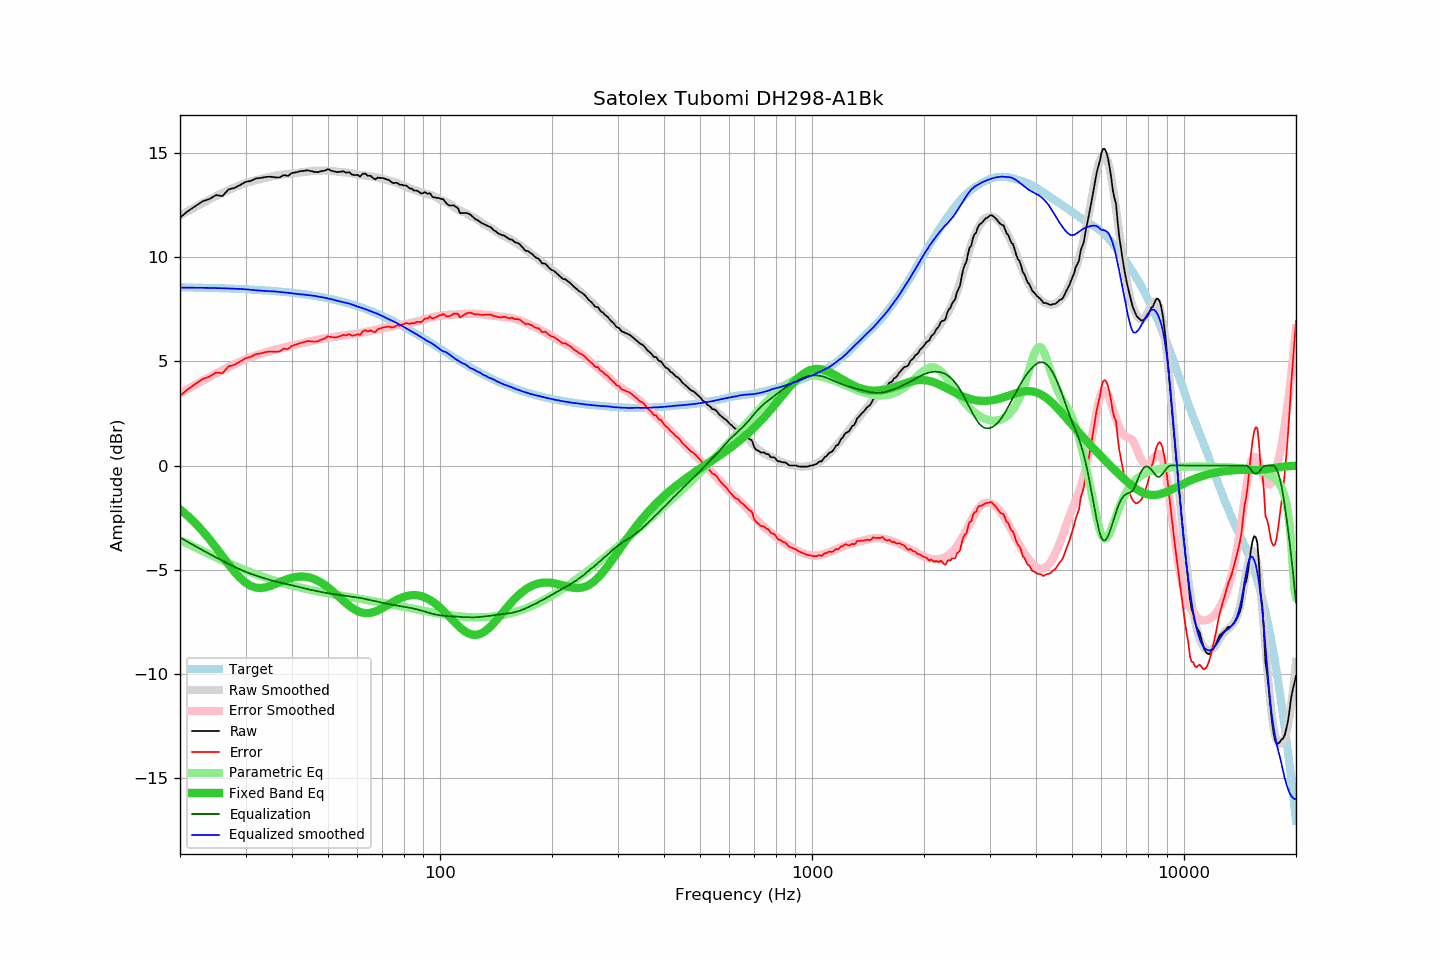 Satolex Tubomi DH298-A1Bk
15
10
5
0
−5
−10
−15
Amplitude (dBr)
Target
Raw Smoothed
Error Smoothed
Raw
Error
Parametric Eq
Fixed Band Eq
Equalization
Equalized smoothed
100
1000
10000
Frequency (Hz)